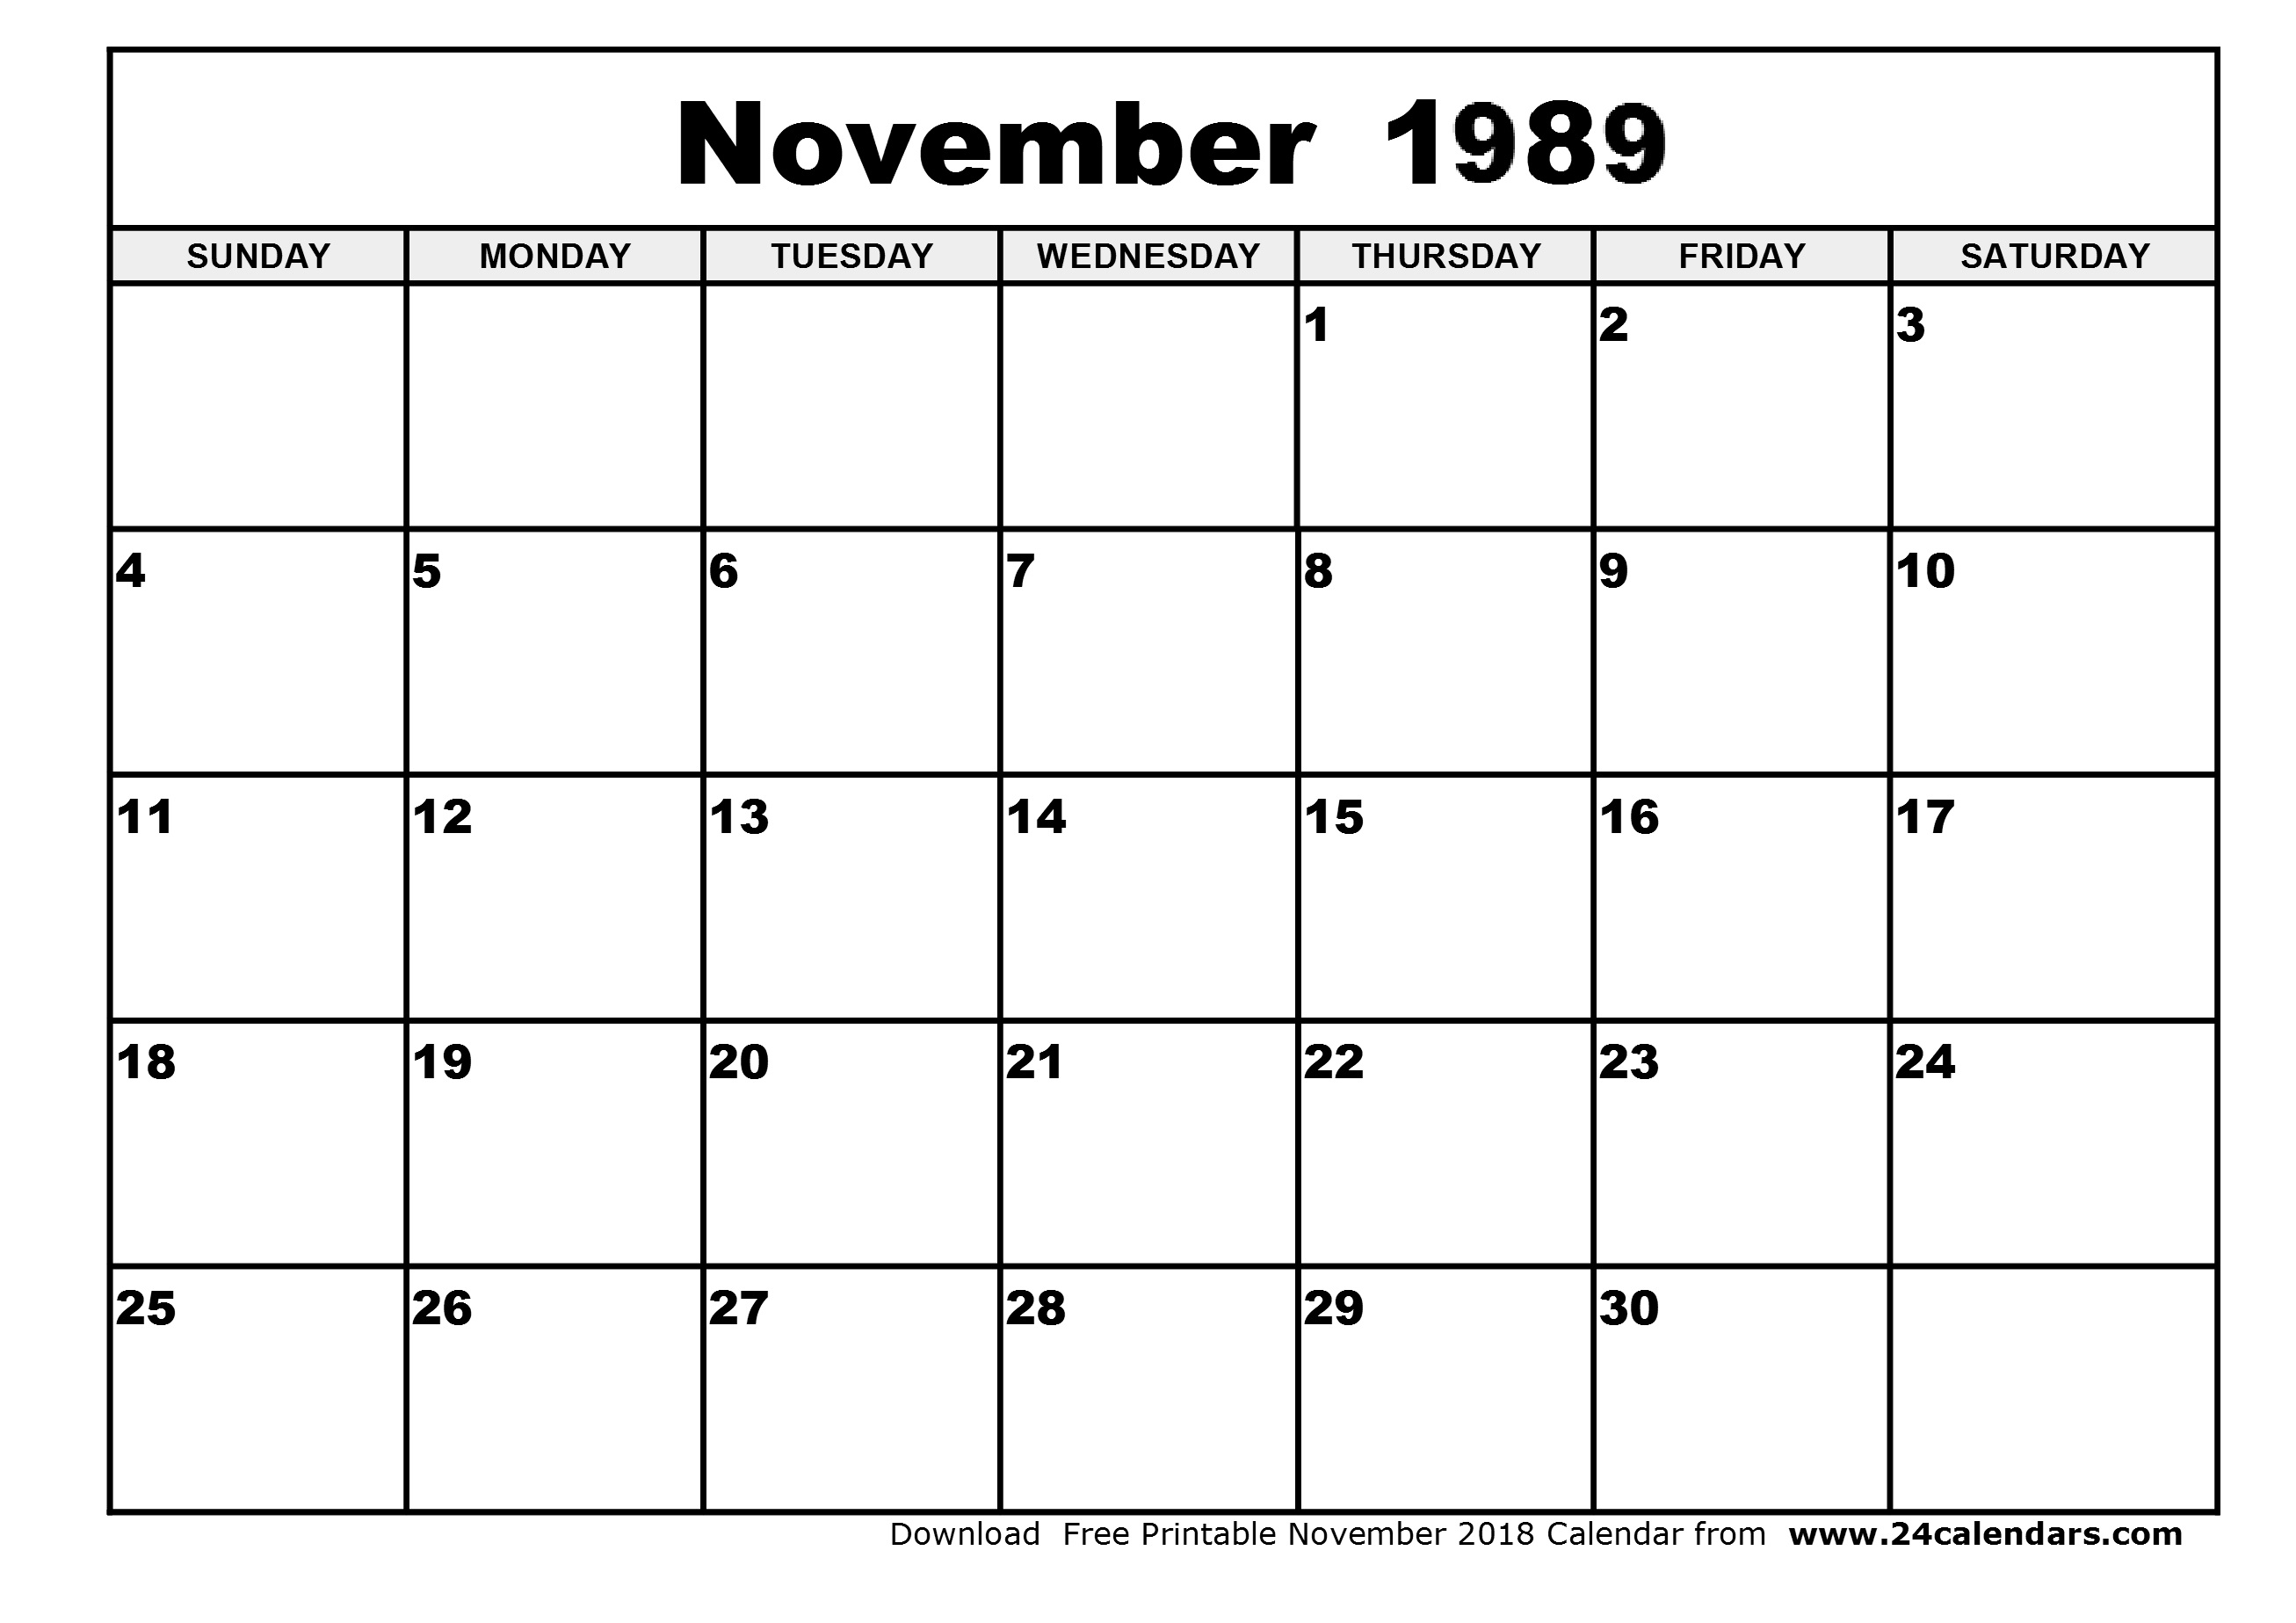 November 1989
SUNDAY MONDAY TUESDAY WEDNESDAY THURSDAY FRIDAY SATURDAY
1 2 3
4 5 6 7 8 9 10
11 12 13 14 15 16 17
18 19 20 21 22 23 24
25 26 27 28 29 30
Download Free Printable November 2018 Calendar from www.24calendars.com